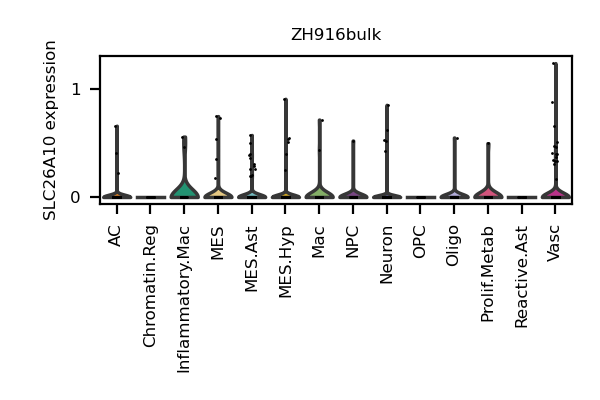 ZH916bulk
SLC26A10 expression
1
0
AC
Chromatin.Reg
Inflammatory.Mac
MES
MES.Ast
MES.Hyp
Mac
NPC
Neuron
OPC
Oligo
Prolif.Metab
Reactive.Ast
Vasc